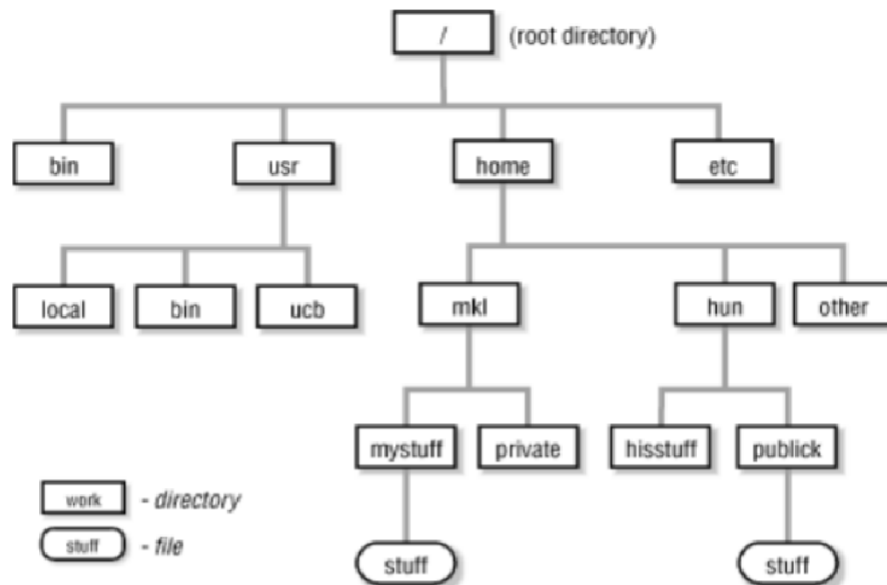 / (root directory)
bin usr home etc
local bin ucb mkl hun other
mystuff private hisstuff publick
work - directory
stuff - file
stuff stuff